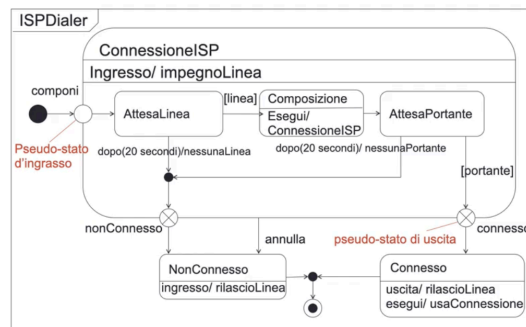 ISPDialer
ConnessioneISP
Ingresso/ impegnoLinea
componi
AttesaLinea
[linea]
Composizione
Esegui/
ConnessioneISP
AttesaPortante
Pseudo-stato
d'ingrasso
dopo(20 secondi)/nessunaLinea
dopo(20 secondi)/ nessunaPortante
[portante]
nonConnesso
annulla
pseudo-stato di uscita
connesso
NonConnesso
ingresso/ rilascioLinea
Connesso
uscita/ rilascioLinea
esegui/ usaConnessione